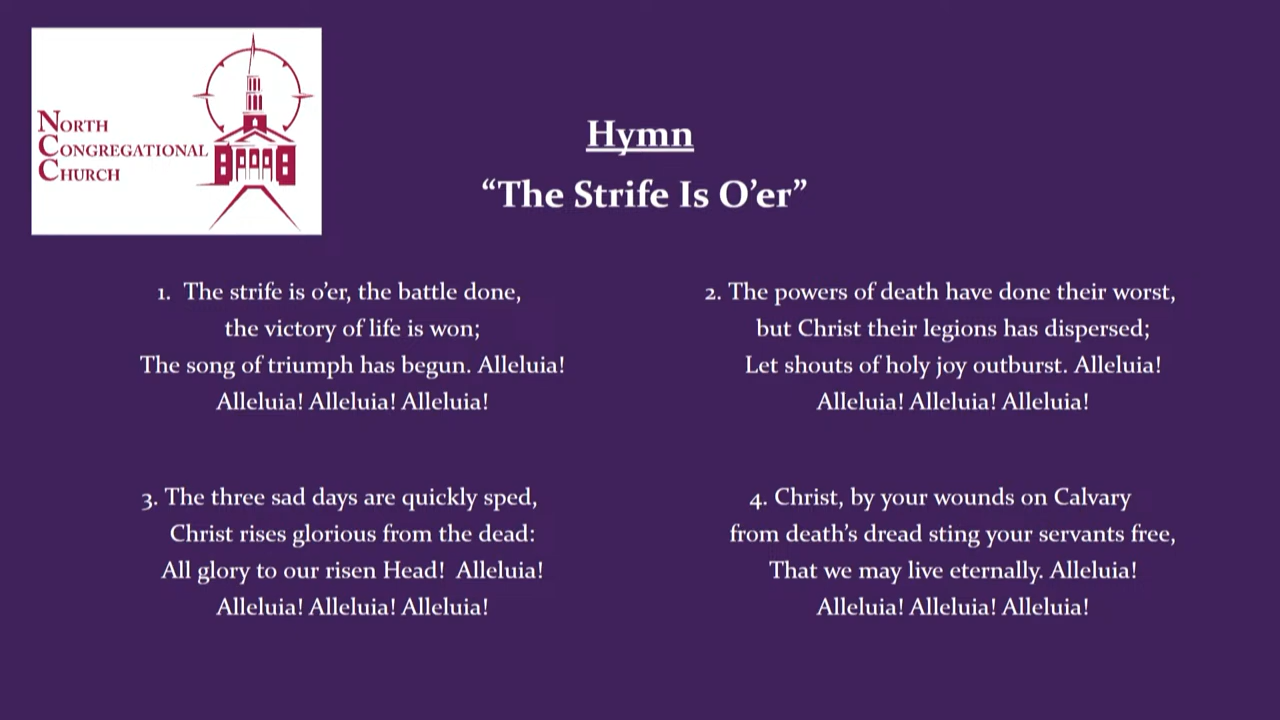 NORTH
CONGREGATIONAL
CHURCH
Hymn
“The Strife Is O’er”
1. The strife is o’er, the battle done,
the victory of life is won;
The song of triumph has begun. Alleluia!
Alleluia! Alleluia! Alleluia!
2. The powers of death have done their worst,
but Christ their legions has dispersed;
Let shouts of holy joy outburst. Alleluia!
Alleluia! Alleluia! Alleluia!
3. The three sad days are quickly sped,
Christ rises glorious from the dead:
All glory to our risen Head! Alleluia!
Alleluia! Alleluia! Alleluia!
4. Christ, by your wounds on Calvary
from death’s dread sting your servants free,
That we may live eternally. Alleluia!
Alleluia! Alleluia! Alleluia!